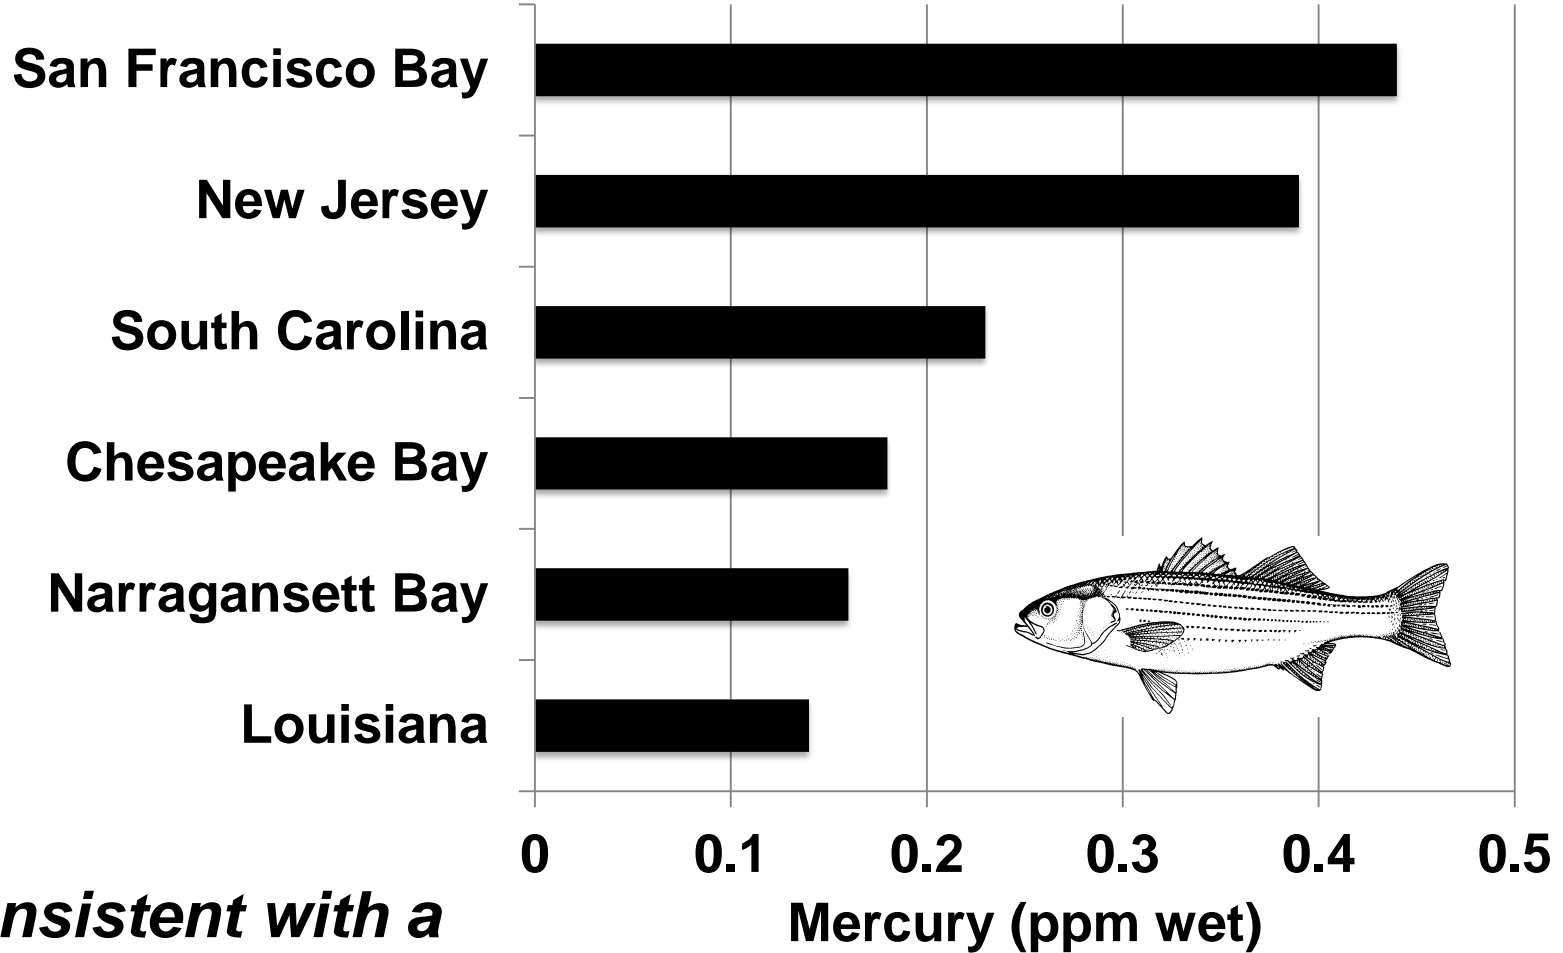 San Francisco Bay
New Jersey
South Carolina
Chesapeake Bay
Narragansett Bay
Louisiana
0 0.1 0.2 0.3 0.4 0.5
Mercury (ppm wet)
nsistent with a